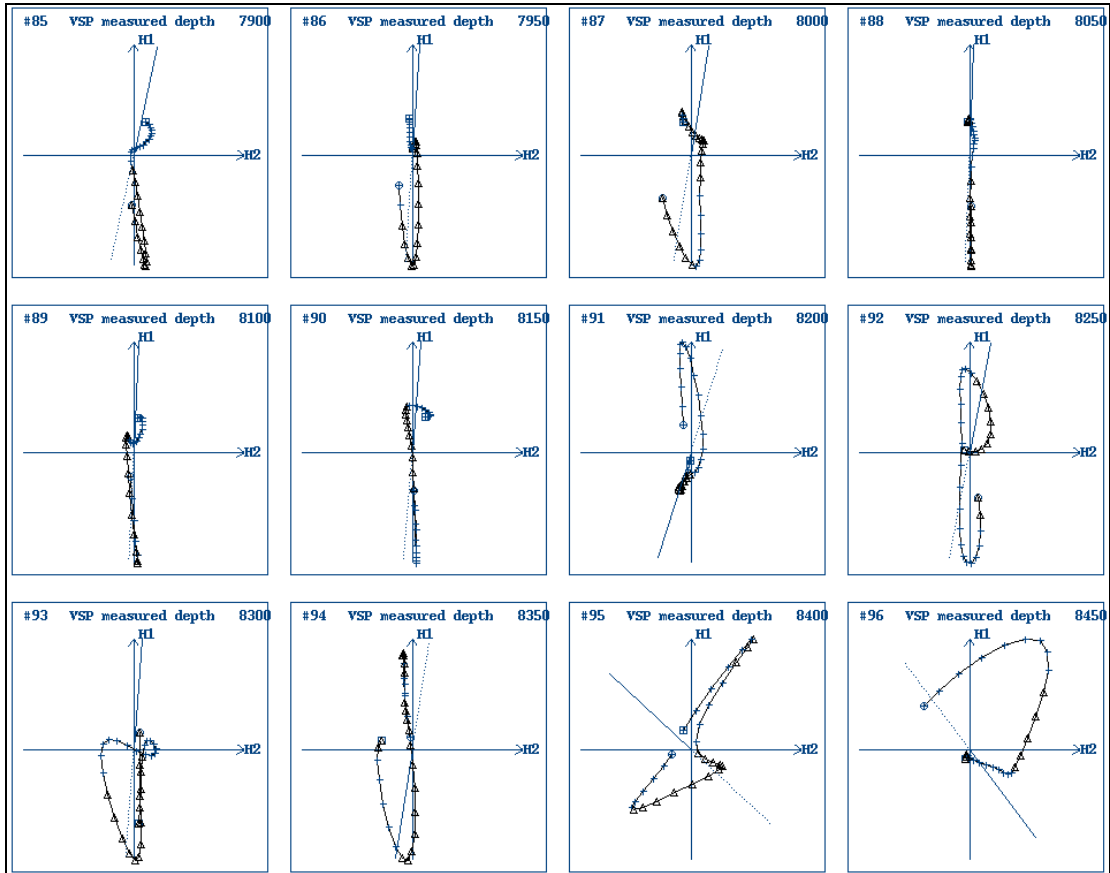 #85 VSP measured depth 7900
H1
H2
#86 VSP measured depth 7950
H1
H2
#87 VSP measured depth 8000
H1
H2
#88 VSP measured depth 8050
H1
H2
#89 VSP measured depth 8100
H1
H2
#90 VSP measured depth 8150
H1
H2
#91 VSP measured depth 8200
H1
H2
#92 VSP measured depth 8250
H1
H2
#93 VSP measured depth 8300
H1
H2
#94 VSP measured depth 8350
H1
H2
#95 VSP measured depth 8400
H1
H2
#96 VSP measured depth 8450
H1
H2